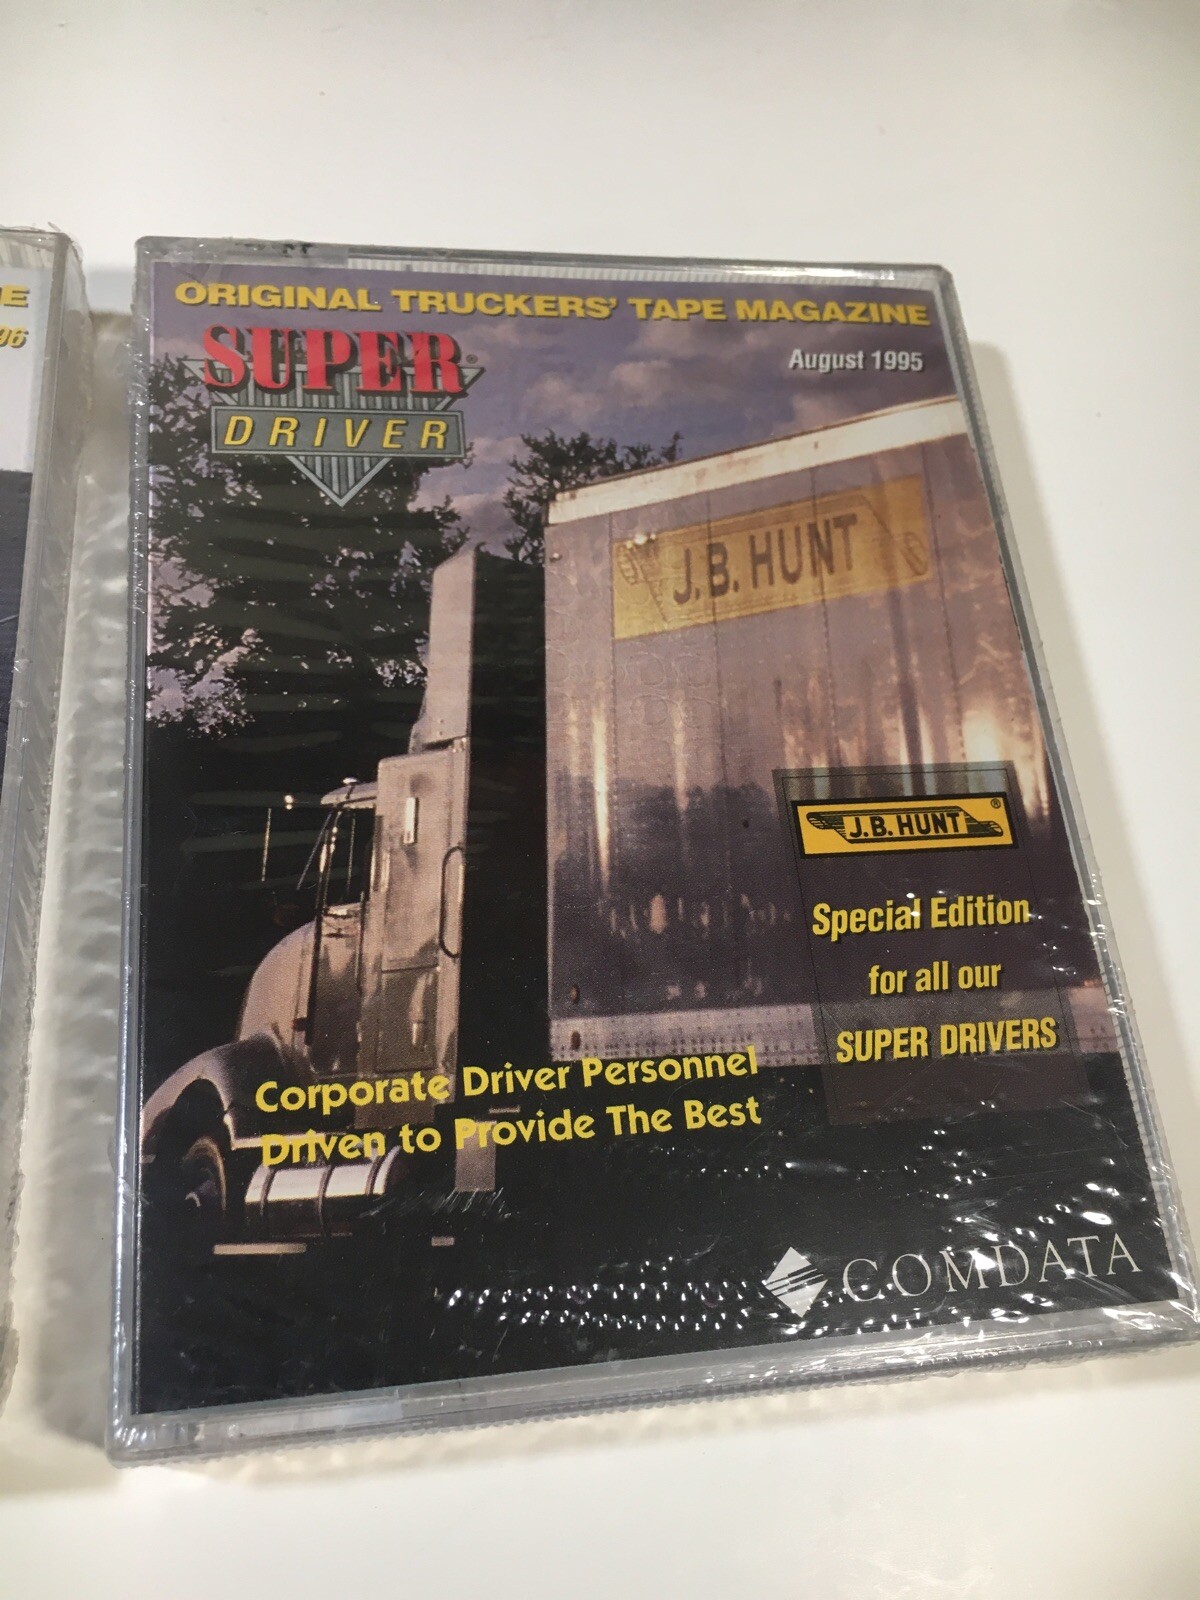 E
96
ORIGINAL TRUCKERS' TAPE MAGAZINE
SUPER®
DRIVER
August 1995
J.B. HUNT
J.B. HUNT®
Special Edition
for all our
SUPER DRIVERS
Corporate Driver Personnel
Driven to Provide The Best
COMDATA